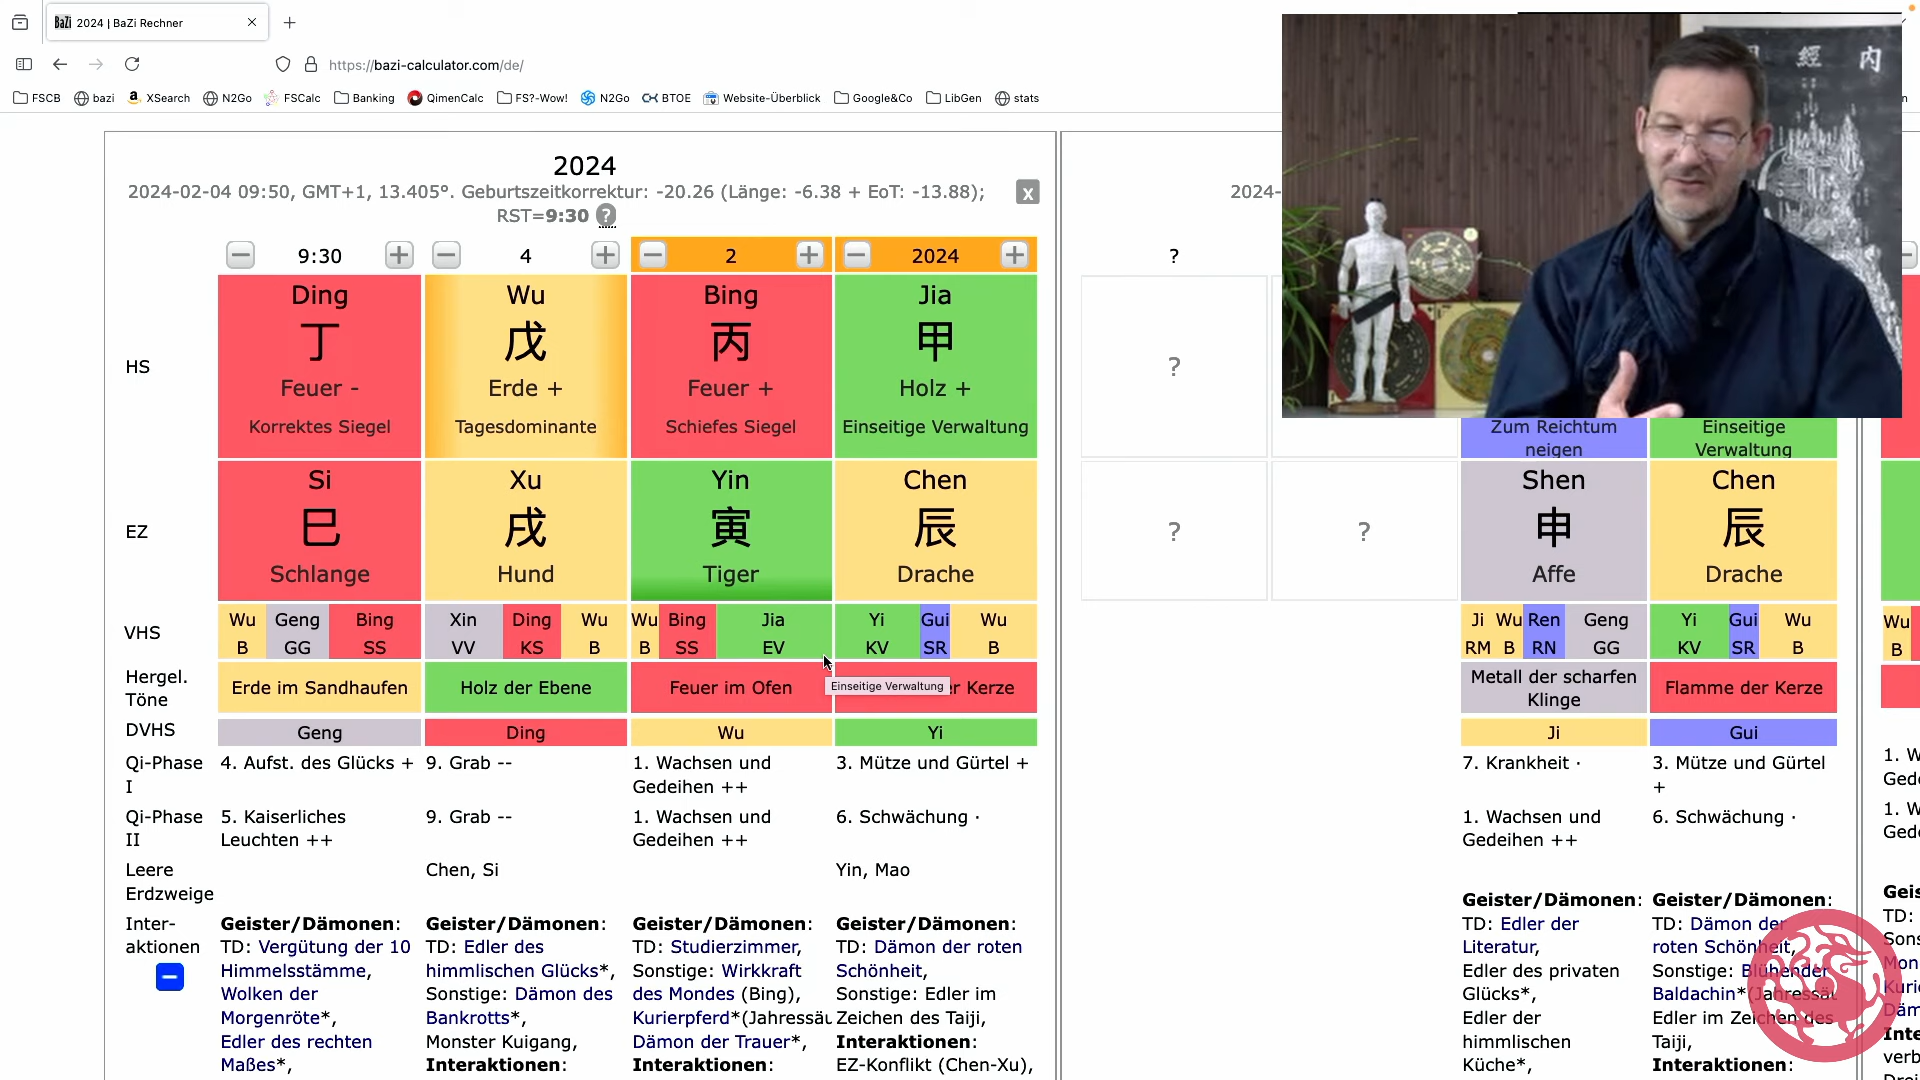 BaZi 2024 | BaZi Rechner
https://bazi-calculator.com/de/
FSCB bazi XSearch N2Go FSCalc Banking QimenCalc FS?-Wow! N2Go BTOE Website-Überblick Google&Co LibGen stats
2024
2024-02-04 09:50, GMT+1, 13.405°. Geburtszeitkorrektur: -20.26 (Länge: -6.38 + EoT: -13.88);
RST=9:30 ?
X
2024-
9:30 4 2 2024 ?
Ding Wu Bing Jia
丁 戊 丙 甲
HS ?
Feuer - Erde + Feuer + Holz +
Korrektes Siegel Tagesdominante Schiefes Siegel Einseitige Verwaltung Zum Reichtum neigen Einseitige Verwaltung
Si Xu Yin Chen Shen Chen
EZ 巳 戌 寅 辰 ? ? 申 辰
Schlange Hund Tiger Drache Affe Drache
VHS
Wu Geng Bing Xin Ding Wu Wu Bing Jia Yi Gui Wu Ji Wu Ren Geng Yi Gui Wu Wu
B GG SS VV KS B B SS EV KV SR B RM B RN GG KV SR B B
Hergel. Töne
Erde im Sandhaufen Holz der Ebene Feuer im Ofen Einseitige Verwaltung r Kerze Metall der scharfen Klinge Flamme der Kerze
DVHS Geng Ding Wu Yi Ji Gui
Qi-Phase I
4. Aufst. des Glücks + 9. Grab -- 1. Wachsen und Gedeihen ++ 3. Mütze und Gürtel + 7. Krankheit · 3. Mütze und Gürtel +
Qi-Phase II
5. Kaiserliches Leuchten ++ 9. Grab -- 1. Wachsen und Gedeihen ++ 6. Schwächung · 1. Wachsen und Gedeihen ++ 6. Schwächung ·
Leere Erdzweige
Chen, Si Yin, Mao
Inter-
aktionen
Geister/Dämonen:
TD: Vergütung der 10
Himmelsstämme,
Wolken der
Morgenröte*,
Edler des rechten
Maßes*,
Geister/Dämonen:
TD: Edler des
himmlischen Glücks*,
Sonstige: Dämon des
Bankrotts*,
Monster Kuigang,
Interaktionen:
Geister/Dämonen:
TD: Studierzimmer,
Sonstige: Wirkkraft
des Mondes (Bing),
Kurierpferd*(Jahressäu
Dämon der Trauer*,
Interaktionen:
Geister/Dämonen:
TD: Dämon der roten
Schönheit,
Sonstige: Edler im
Zeichen des Taiji,
Interaktionen:
EZ-Konflikt (Chen-Xu),
Geister/Dämonen:
TD: Edler der
Literatur,
Edler des privaten
Glücks*,
Edler der
himmlischen
Küche*,
Geister/Dämonen:
TD: Dämon der
roten Schönheit,
Sonstige: Blühender
Baldachin*(Jahressäu
Edler im Zeichen des
Taiji,
Interaktionen:
內
經